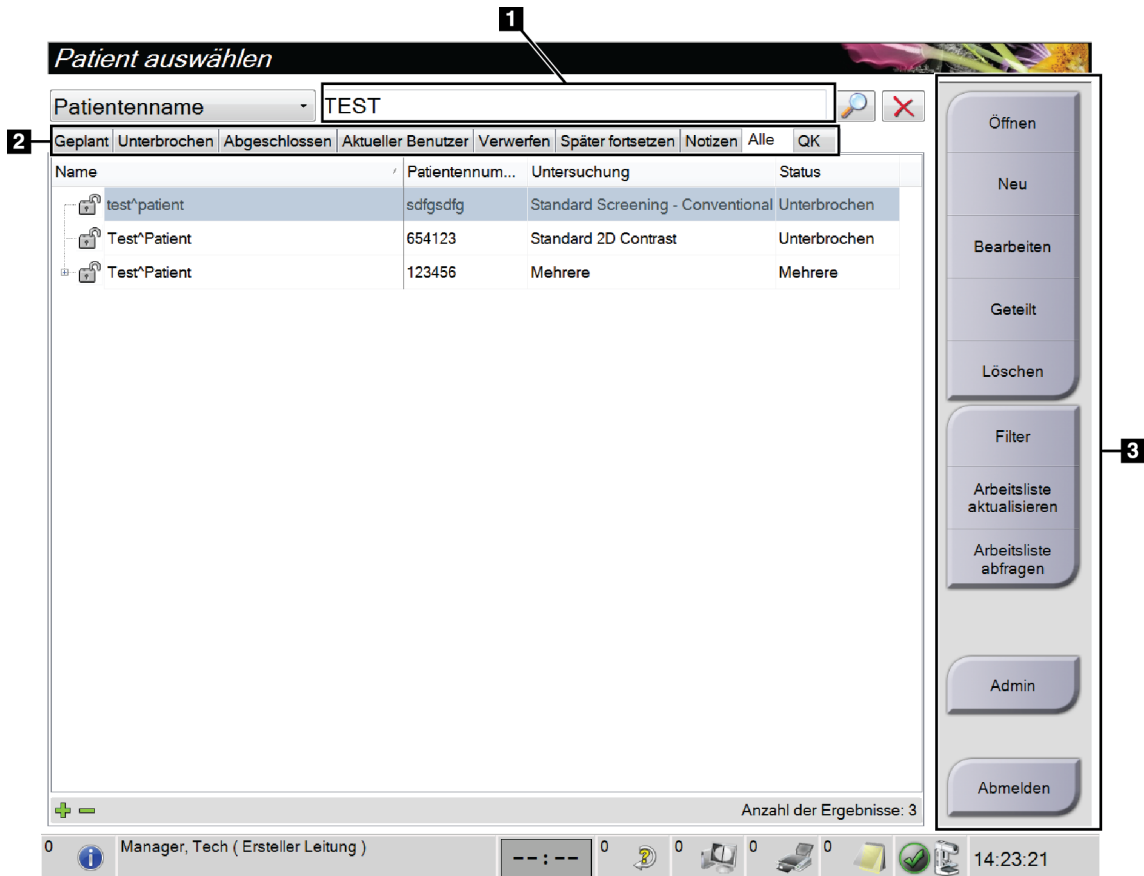 1
Patient auswählen
Patientenname
TEST
2
Geplant Unterbrochen Abgeschlossen Aktueller Benutzer Verwerfen Später fortsetzen Notizen Alle QK
Name Patientennum... Untersuchung Status
test^patient sdfgsdfg Standard Screening - Conventional Unterbrochen
Test^Patient 654123 Standard 2D Contrast Unterbrochen
Test^Patient 123456 Mehrere Mehrere
Anzahl der Ergebnisse: 3
Öffnen
Neu
Bearbeiten
Geteilt
Löschen
Filter
3
Arbeitsliste
aktualisieren
Arbeitsliste
abfragen
Admin
Abmelden
0 Manager, Tech ( Ersteller Leitung ) --:-- 0 0 0 0 14:23:21